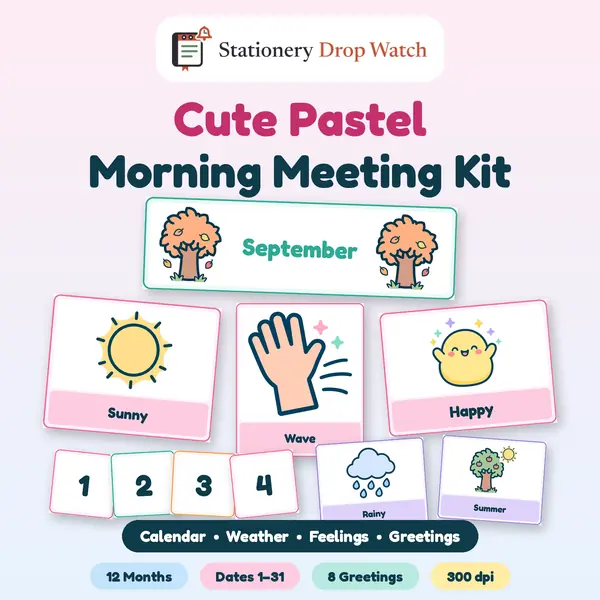 Stationery Drop Watch
Cute Pastel
Morning Meeting Kit
September
Sunny
Wave
Happy
1 2 3 4
Rainy
Summer
Calendar • Weather • Feelings • Greetings
12 Months
Dates 1–31
8 Greetings
300 dpi